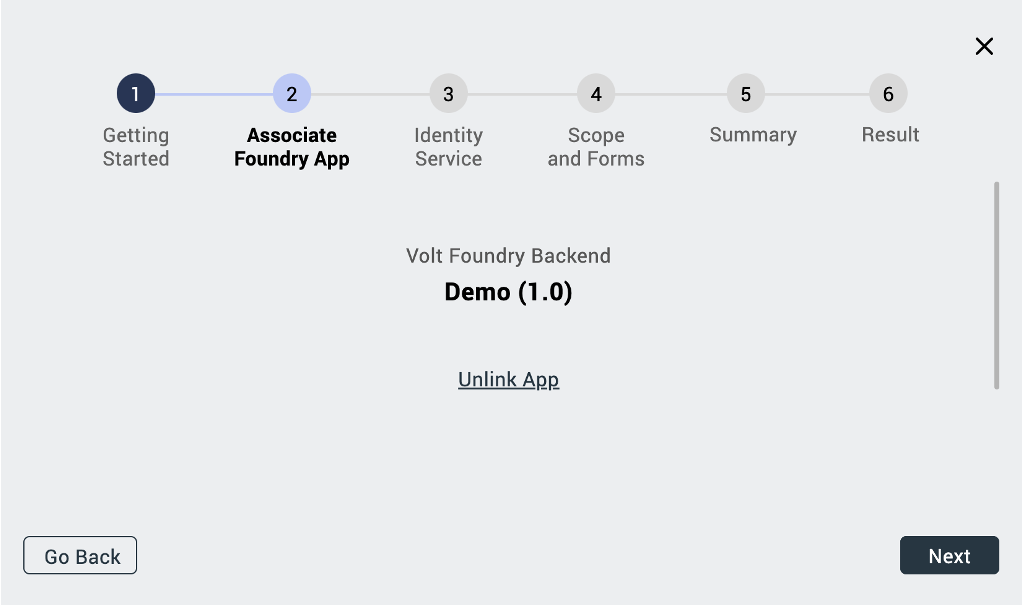 1
2
3
4
5
6
Getting
Started
Associate
Foundry App
Identity
Service
Scope
and Forms
Summary
Result
Volt Foundry Backend
Demo (1.0)
Unlink App
Go Back
Next